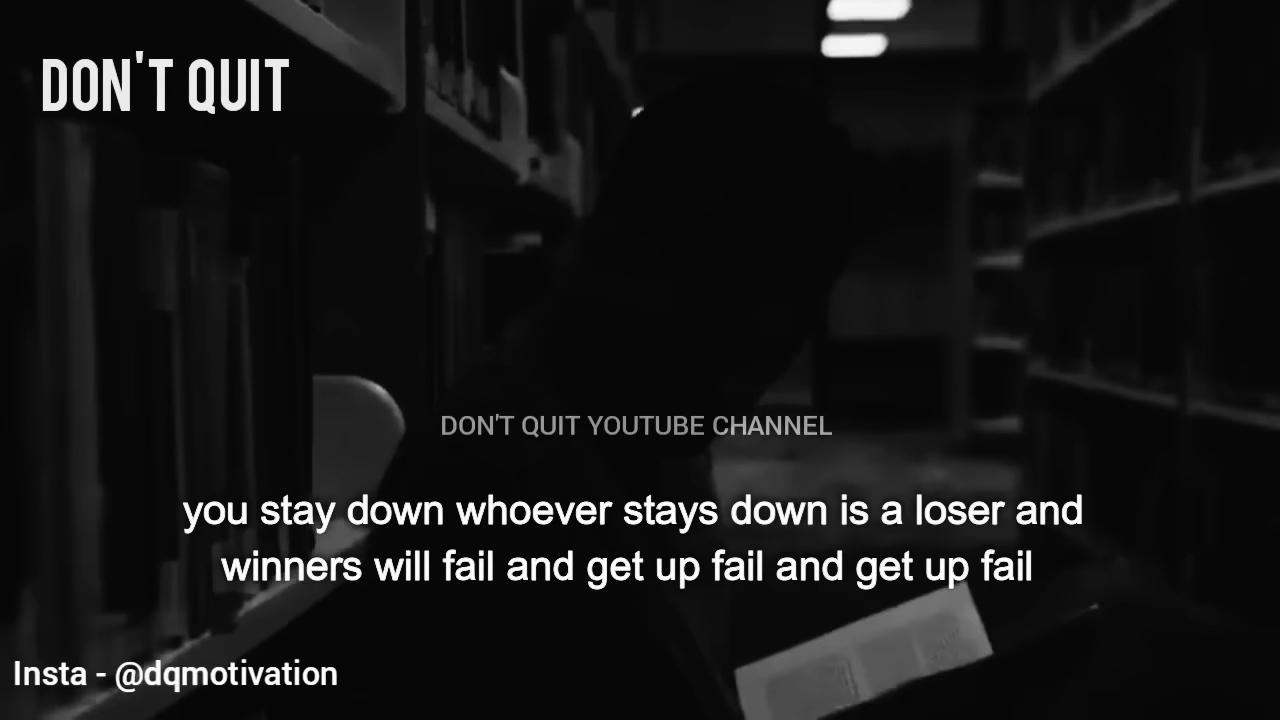 DON'T QUIT
DON'T QUIT YOUTUBE CHANNEL
you stay down whoever stays down is a loser and
winners will fail and get up fail and get up fail
Insta - @dqmotivation